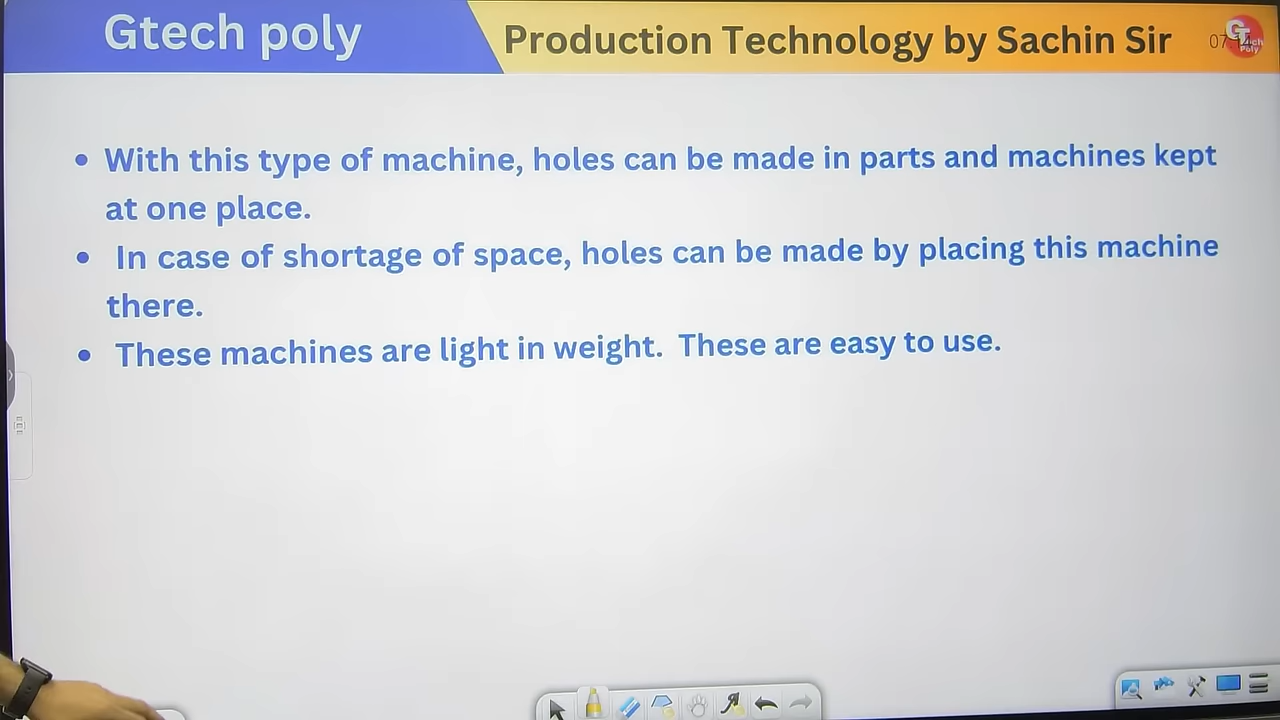 Gtech poly
Production Technology by Sachin Sir
• With this type of machine, holes can be made in parts and machines kept
at one place.
• In case of shortage of space, holes can be made by placing this machine
there.
• These machines are light in weight. These are easy to use.